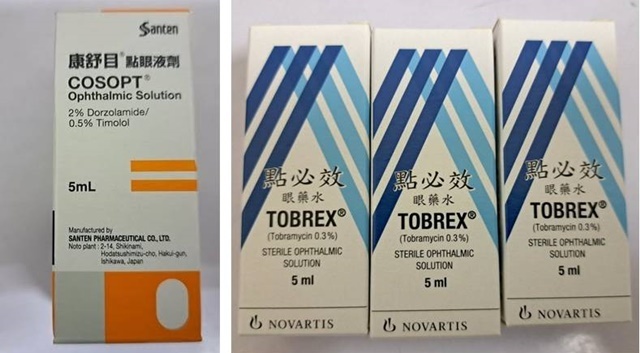 Santen
康舒目® 點眼液劑
COSOPT®
Ophthalmic Solution
2% Dorzolamide/
0.5% Timolol
5mL
Manufactured by
SANTEN PHARMACEUTICAL CO., LTD.
Noto plant : 2-14, Shikinami,
Hodatsushimizu-cho, Hakui-gun,
Ishikawa, Japan
點必效
眼藥水
TOBREX®
(Tobramycin 0.3%)
STERILE OPHTHALMIC
SOLUTION
5 ml
NOVARTIS
點必效
眼藥水
TOBREX®
(Tobramycin 0.3%)
STERILE OPHTHALMIC
SOLUTION
5 ml
NOVARTIS
點必效
眼藥水
TOBREX®
(Tobramycin 0.3%)
STERILE OPHTHALMIC
SOLUTION
5 ml
NOVARTIS